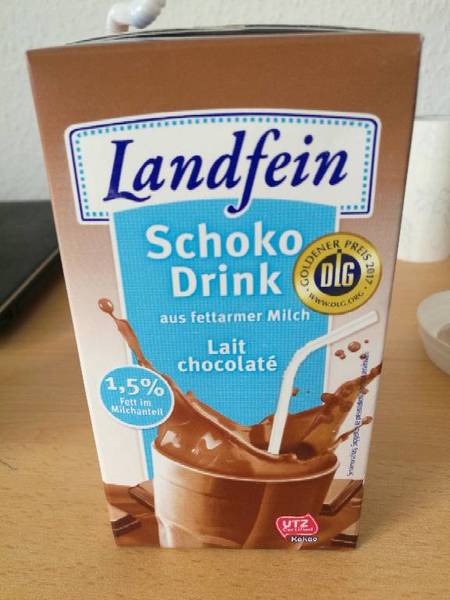 Landfein
Schoko
Drink
GOLDENER PREIS 2017
DLG
WWW.DLG.ORG
aus fettarmer Milch
Lait
chocolaté
1,5%
Fett im
Milchanteil
UTZ
Certified
Kakao